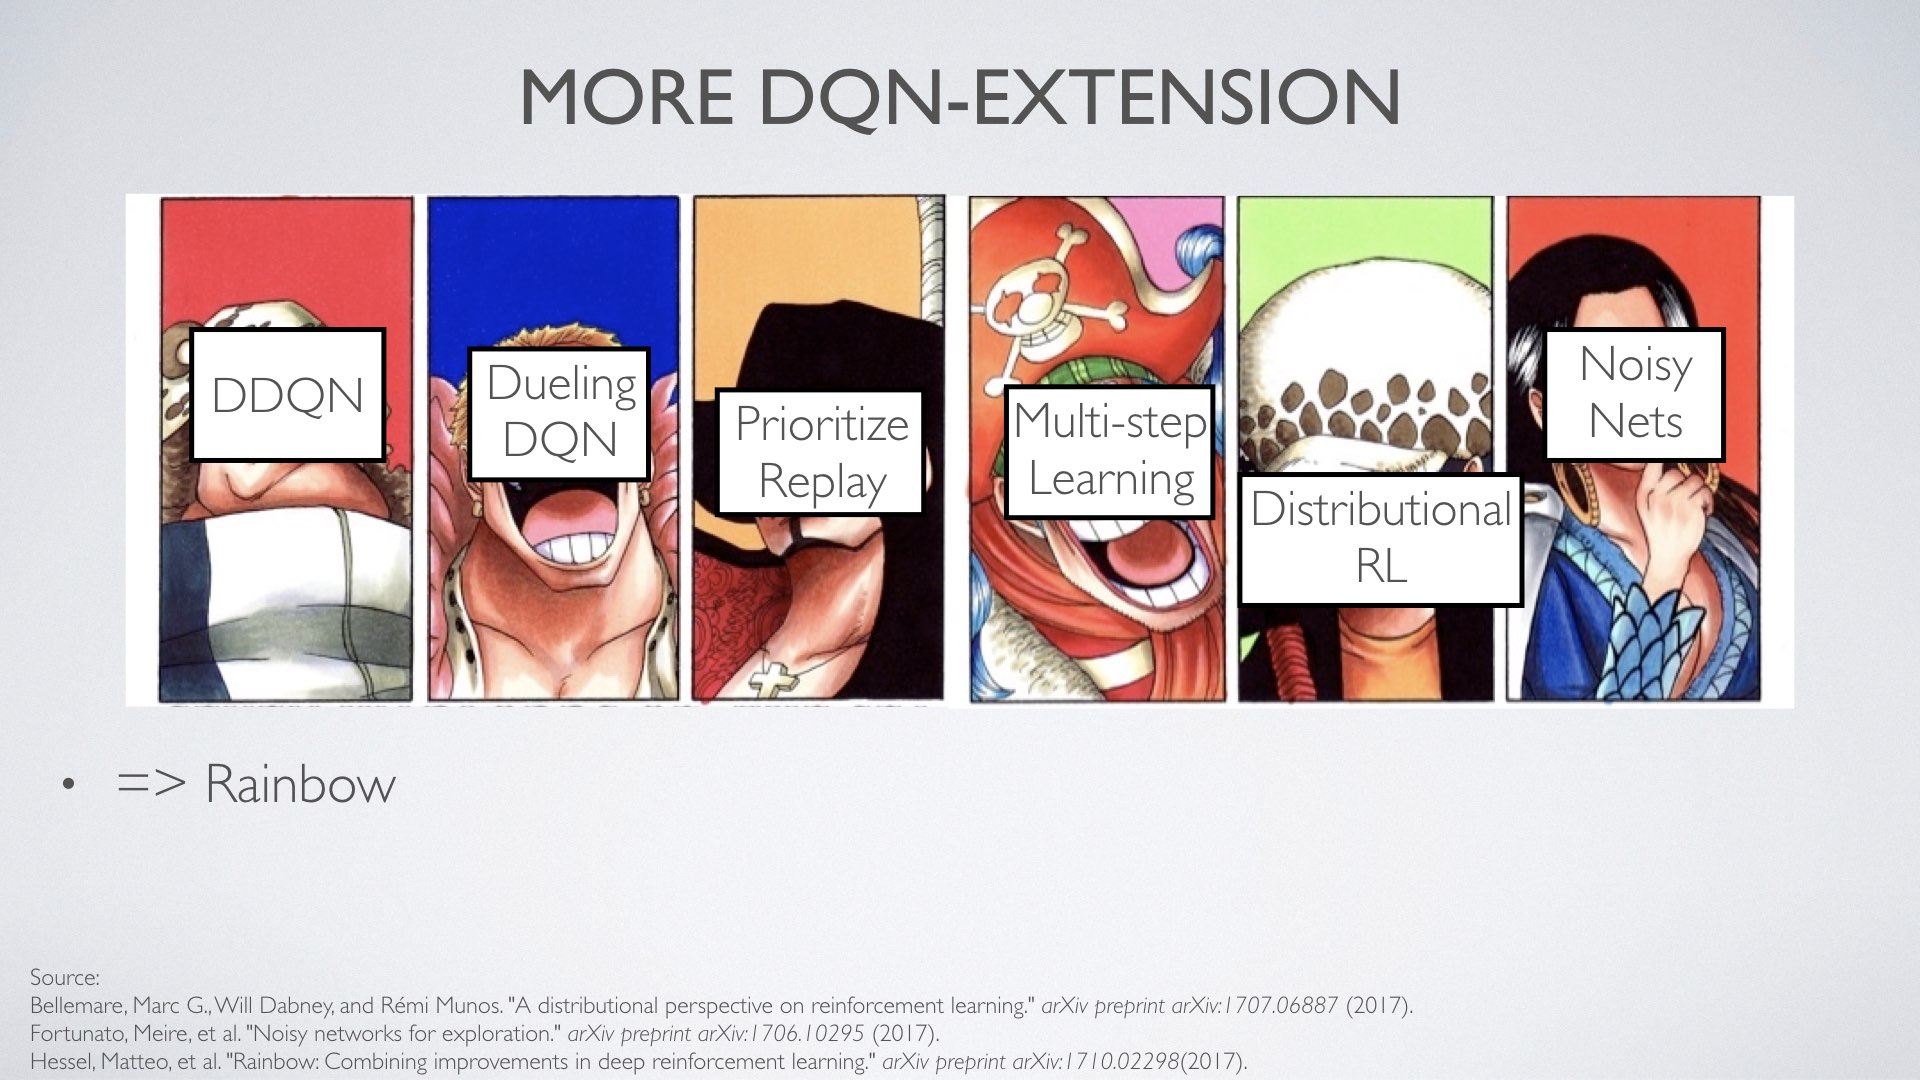 MORE DQN-EXTENSION
DDQN
Dueling
DQN
Prioritize
Replay
Multi-step
Learning
Distributional
RL
Noisy
Nets
• => Rainbow
Source:
Bellemare, Marc G., Will Dabney, and Rémi Munos. "A distributional perspective on reinforcement learning." arXiv preprint arXiv:1707.06887 (2017).
Fortunato, Meire, et al. "Noisy networks for exploration." arXiv preprint arXiv:1706.10295 (2017).
Hessel, Matteo, et al. "Rainbow: Combining improvements in deep reinforcement learning." arXiv preprint arXiv:1710.02298(2017).